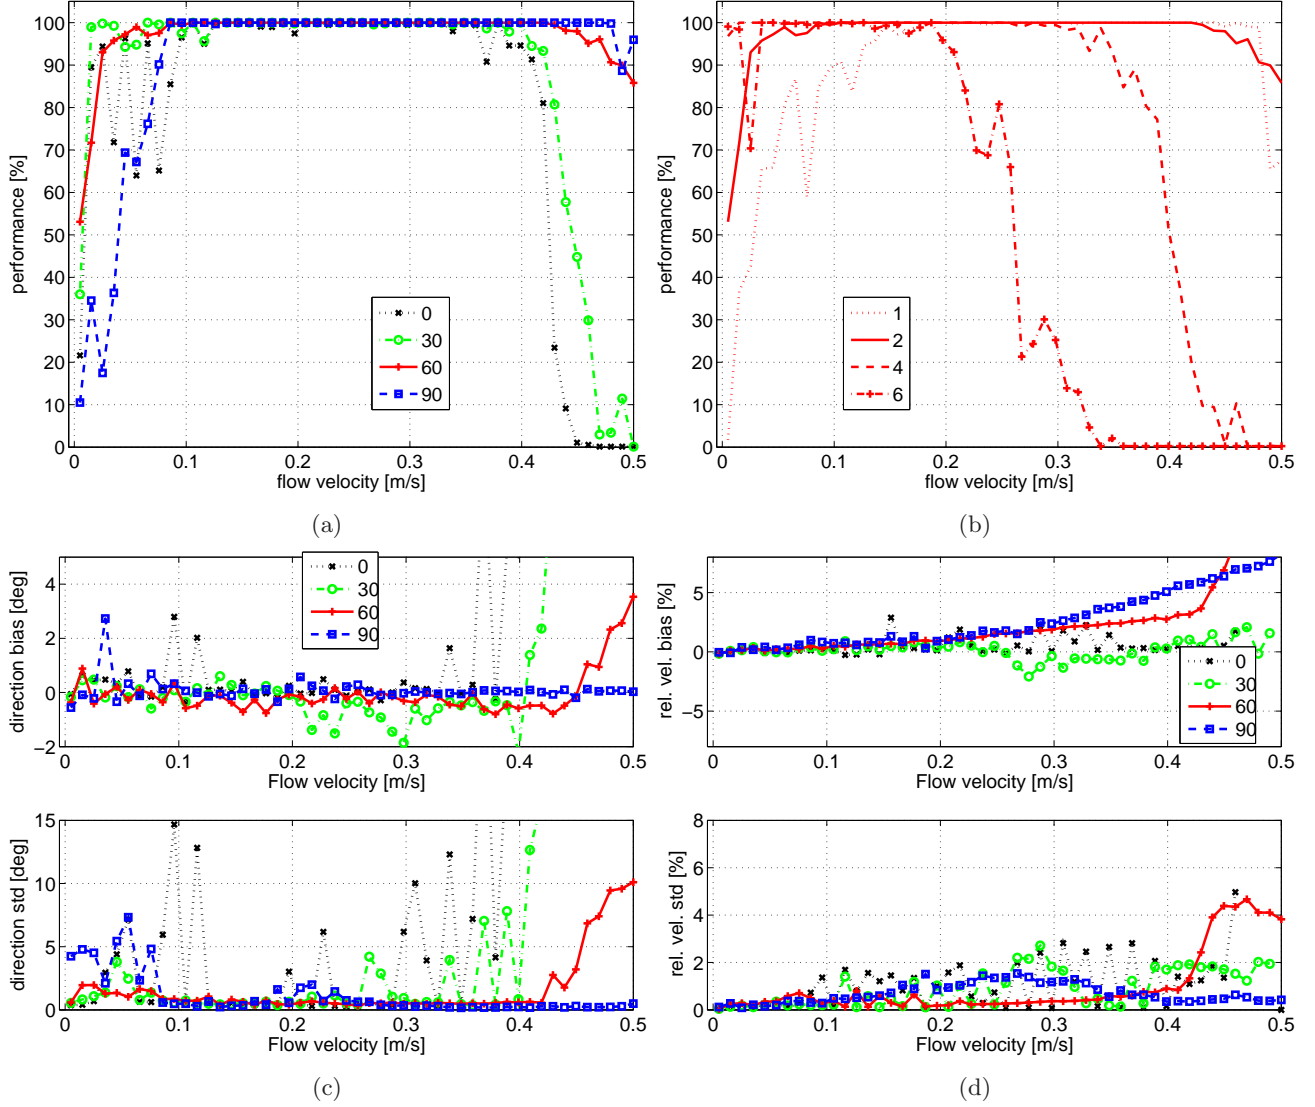 performance [%]
100
90
80
70
60
50
40
30
20
10
0
0 0.1 0.2 0.3 0.4 0.5
flow velocity [m/s]
0
30
60
90
(a)
performance [%]
100
90
80
70
60
50
40
30
20
10
0
0 0.1 0.2 0.3 0.4 0.5
flow velocity [m/s]
1
2
4
6
(b)
direction bias [deg]
4
2
0
−2
0 0.1 0.2 0.3 0.4 0.5
Flow velocity [m/s]
0
30
60
90
direction std [deg]
15
10
5
0
0 0.1 0.2 0.3 0.4 0.5
Flow velocity [m/s]
(c)
rel. vel. bias [%]
5
0
−5
0 0.1 0.2 0.3 0.4 0.5
Flow velocity [m/s]
0
30
60
90
rel. vel. std [%]
8
6
4
2
0
0 0.1 0.2 0.3 0.4 0.5
Flow velocity [m/s]
(d)